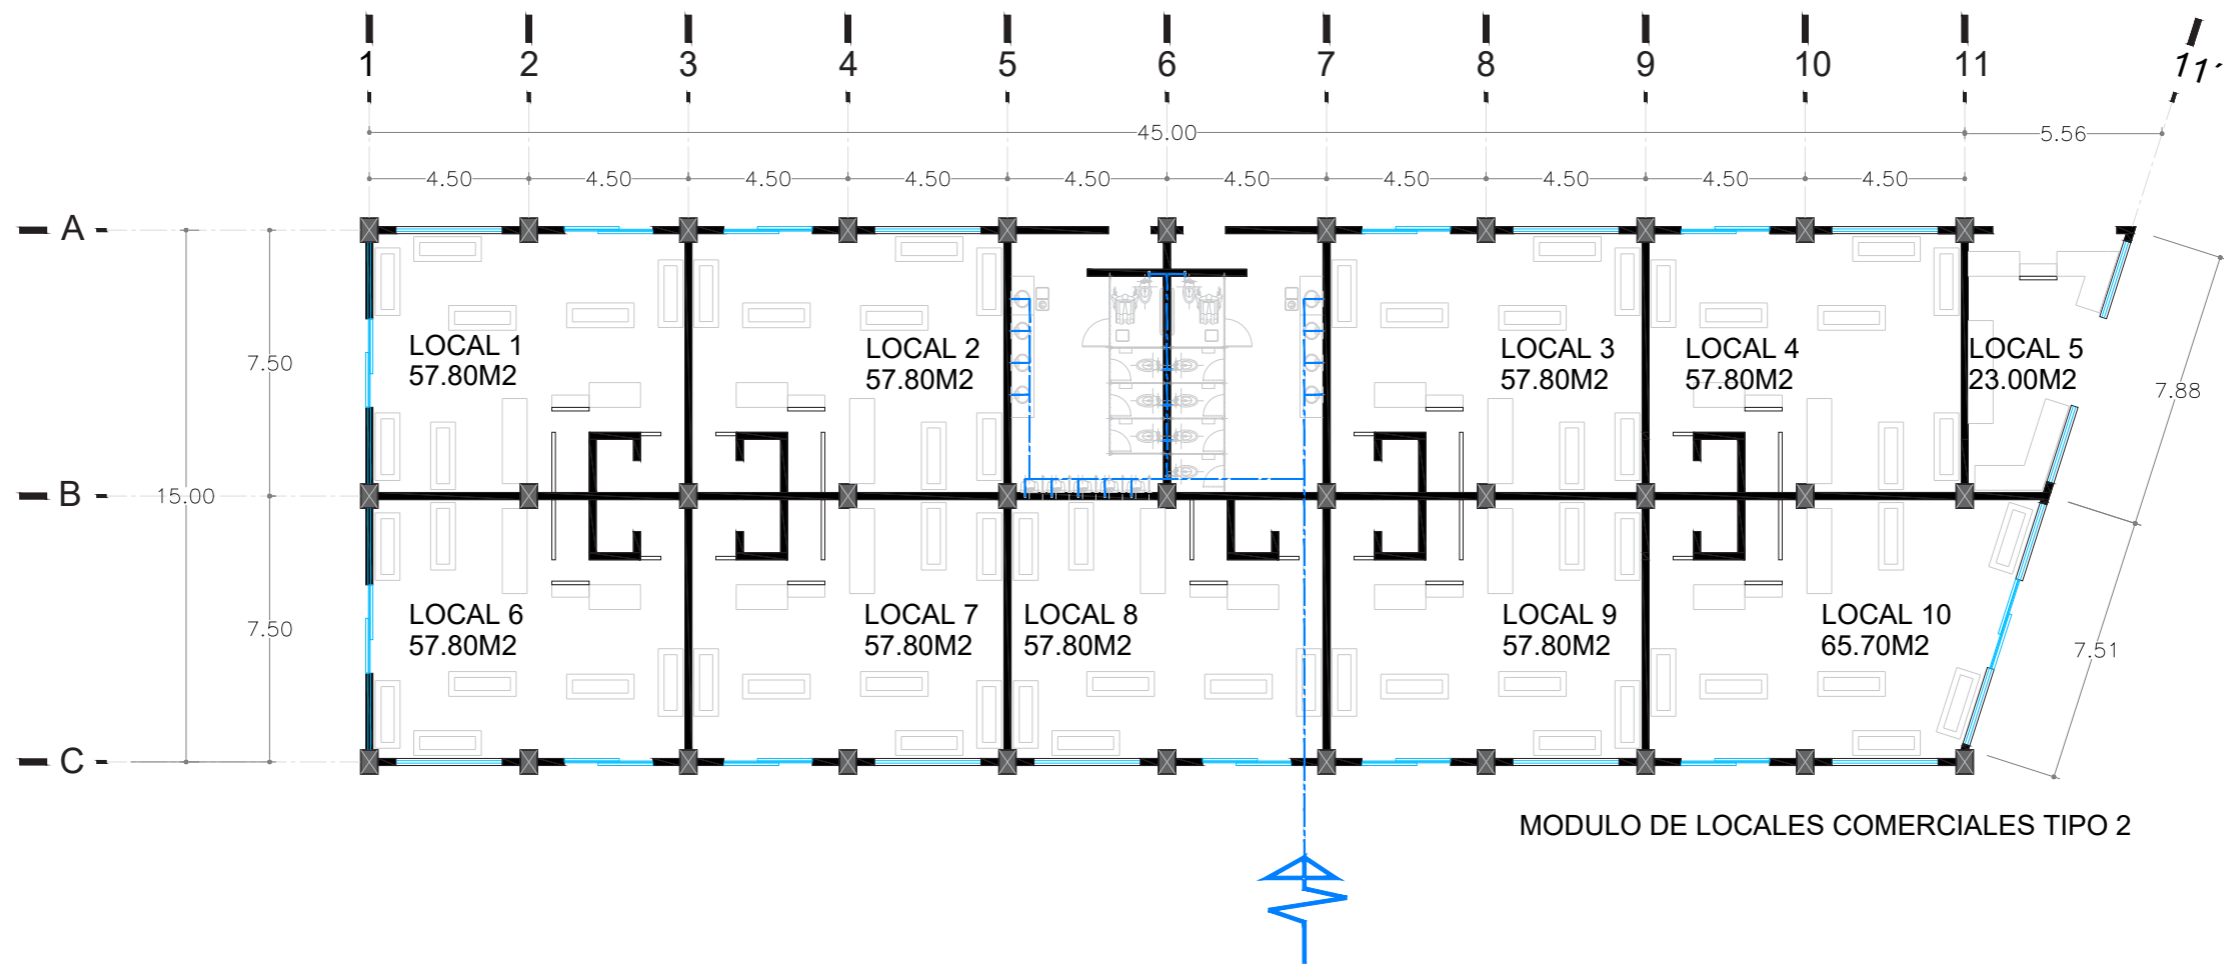 1 2 3 4 5 6 7 8 9 10 11 11´
45.00 5.56
4.50 4.50 4.50 4.50 4.50 4.50 4.50 4.50 4.50 4.50
A
LOCAL 1
57.80M2
LOCAL 2
57.80M2
LOCAL 3
57.80M2
LOCAL 4
57.80M2
LOCAL 5
23.00M2
7.50
7.88
B
15.00
LOCAL 6
57.80M2
LOCAL 7
57.80M2
LOCAL 8
57.80M2
LOCAL 9
57.80M2
LOCAL 10
65.70M2
7.50
7.51
C
MODULO DE LOCALES COMERCIALES TIPO 2